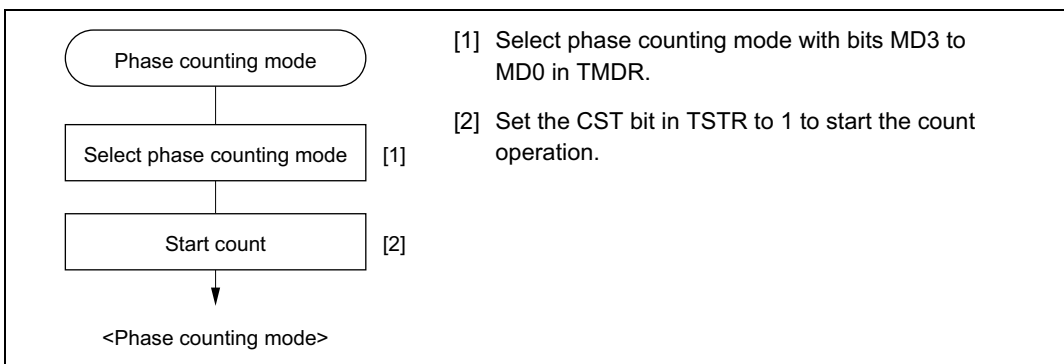 Phase counting mode
Select phase counting mode [1]
Start count [2]
<Phase counting mode>
[1] Select phase counting mode with bits MD3 to
MD0 in TMDR.
[2] Set the CST bit in TSTR to 1 to start the count
operation.